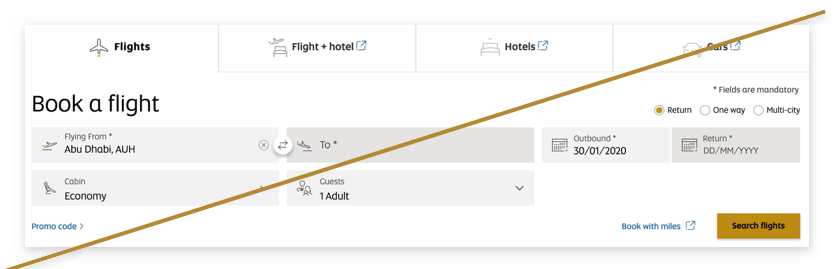 Flights
Flight + hotel
Hotels
Cars
* Fields are mandatory
Book a flight
Return
One way
Multi-city
Flying From *
Abu Dhabi, AUH
To *
Outbound *
30/01/2020
Return *
DD/MM/YYYY
Cabin
Economy
Guests
1 Adult
Promo code >
Book with miles
Search flights